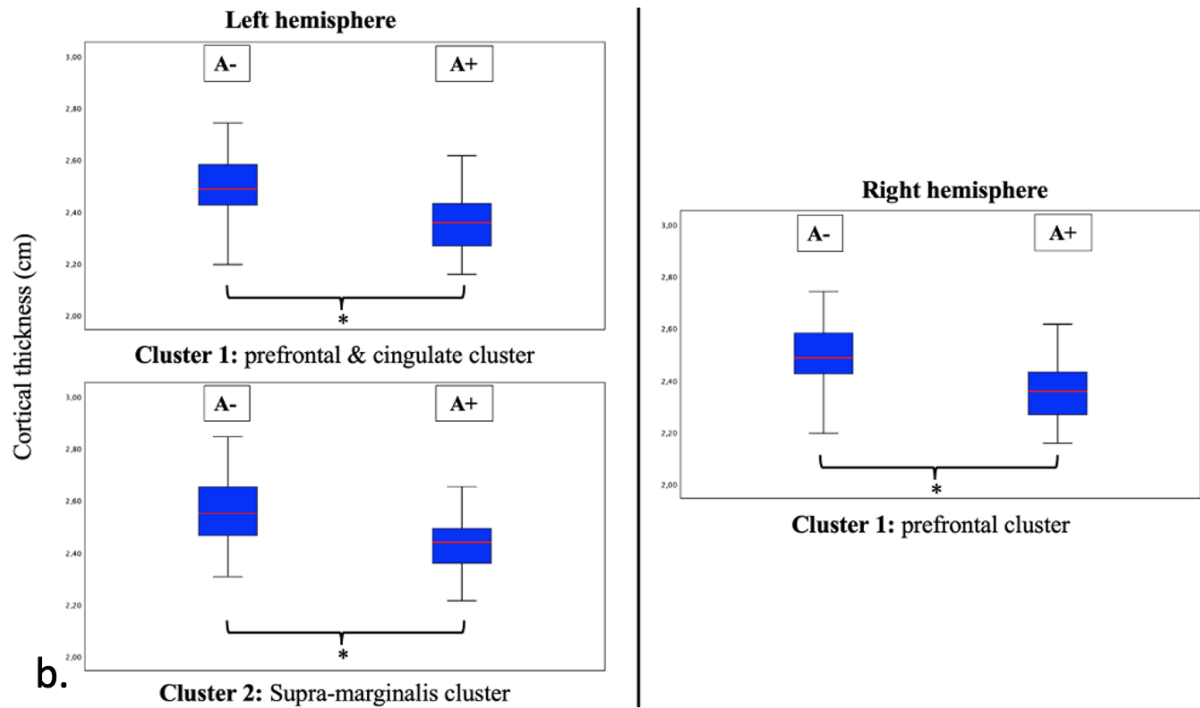 Left hemisphere
A- A+
3,00
2,80
2,60
2,40
2,20
2,00
*
Cluster 1: prefrontal & cingulate cluster
Cortical thickness (cm)
A- A+
3,00
2,80
2,60
2,40
2,20
2,00
*
b.
Cluster 2: Supra-marginalis cluster
Right hemisphere
A- A+
3,00
2,80
2,60
2,40
2,20
2,00
*
Cluster 1: prefrontal cluster